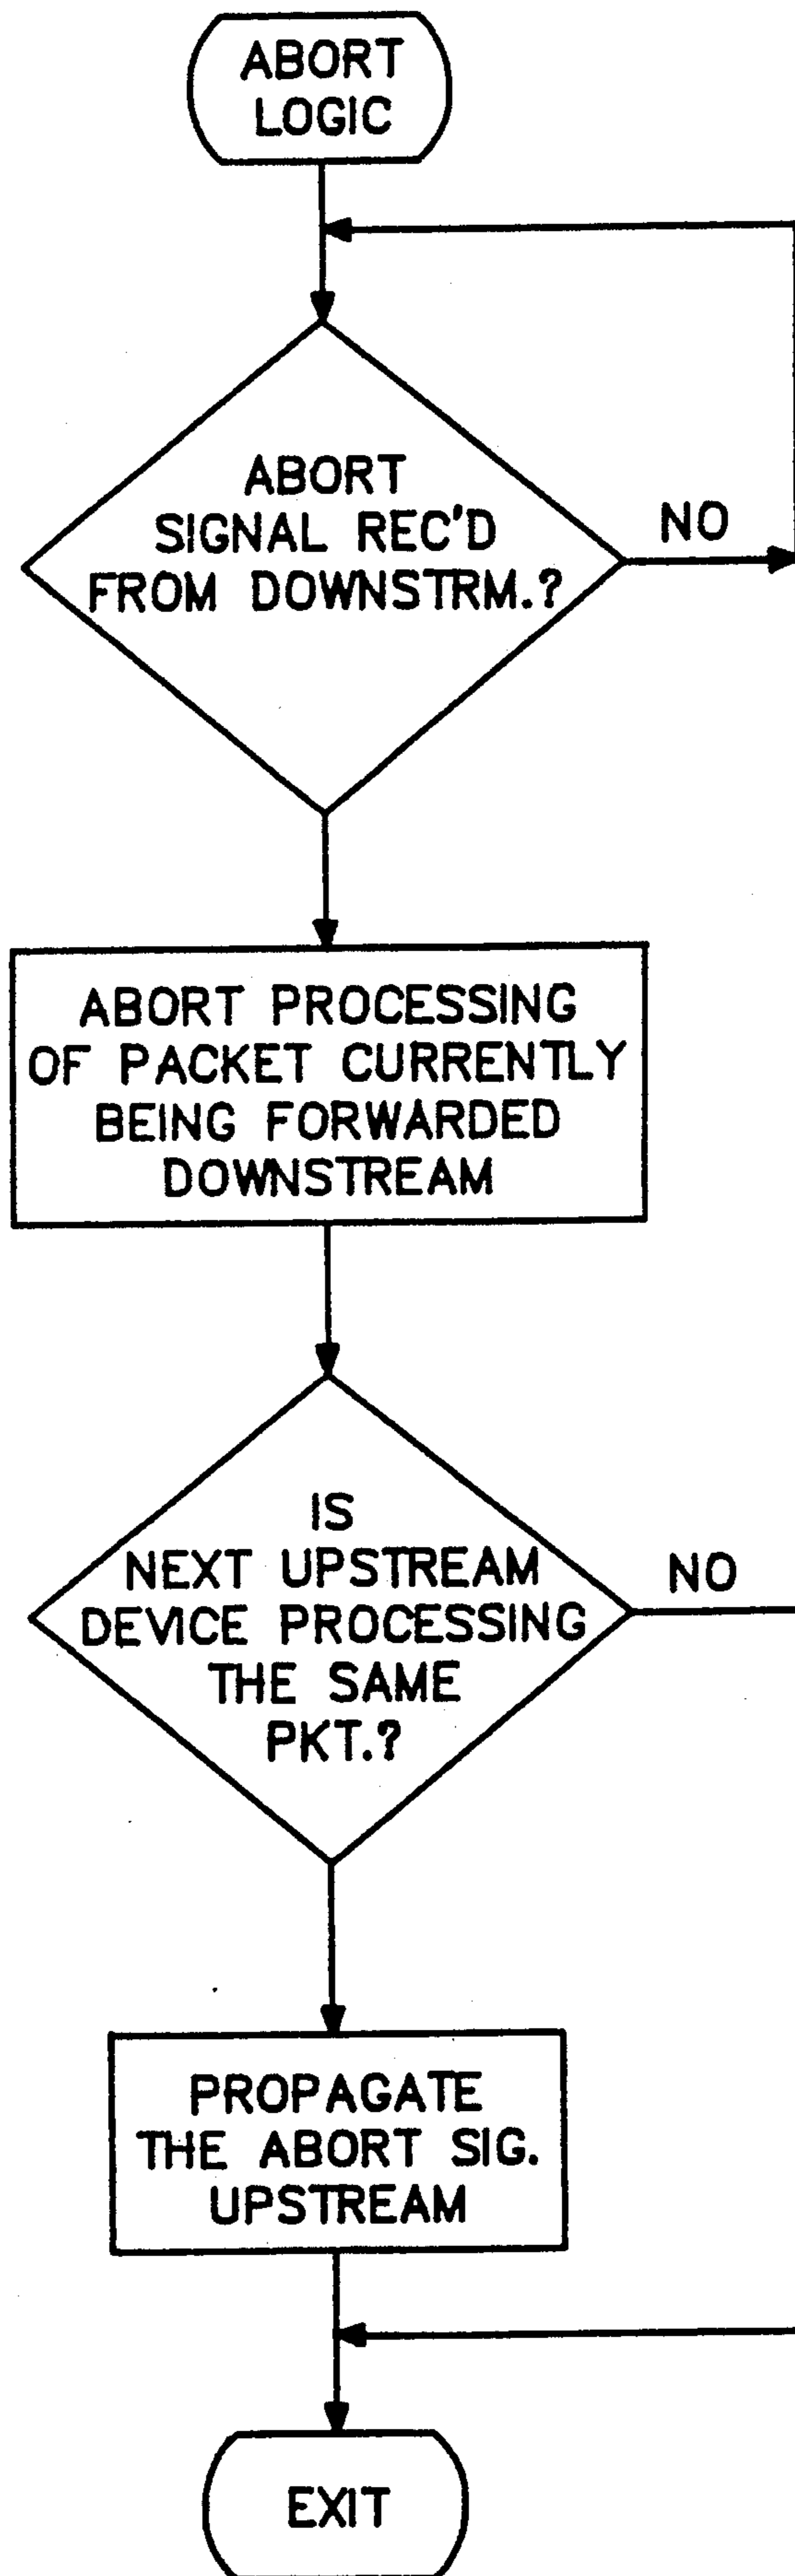 ABORT
LOGIC
ABORT
SIGNAL REC'D
FROM DOWNSTRM.?
NO
ABORT PROCESSING
OF PACKET CURRENTLY
BEING FORWARDED
DOWNSTREAM
IS
NEXT UPSTREAM
DEVICE PROCESSING
THE SAME
PKT.?
NO
PROPAGATE
THE ABORT SIG.
UPSTREAM
EXIT